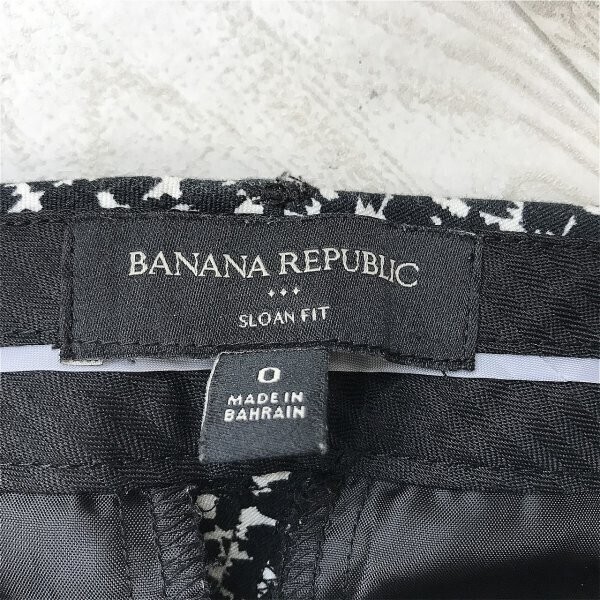 BANANA REPUBLIC
SLOAN FIT
0
MADE IN
BAHRAIN